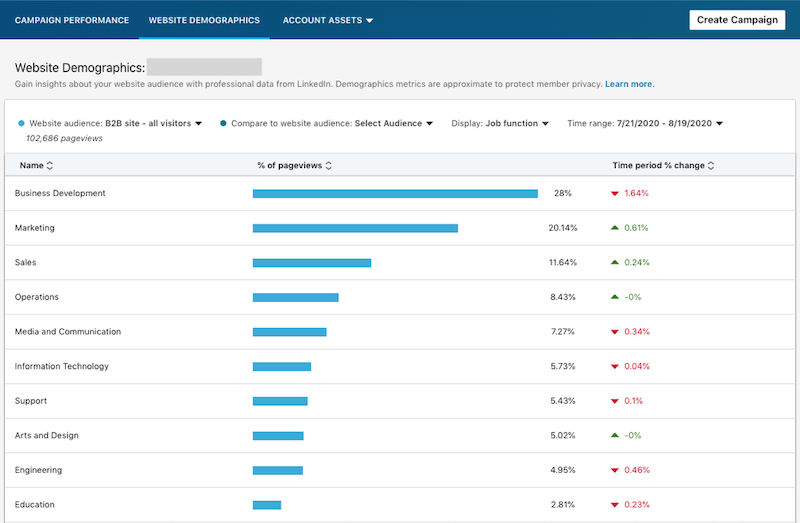 CAMPAIGN PERFORMANCE WEBSITE DEMOGRAPHICS ACCOUNT ASSETS Create Campaign
Website Demographics:
Gain insights about your website audience with professional data from LinkedIn. Demographics metrics are approximate to protect member privacy. Learn more.
Website audience: B2B site - all visitors Compare to website audience: Select Audience Display: Job function Time range: 7/21/2020 - 8/19/2020
102,686 pageviews
Name % of pageviews Time period % change
Business Development 28% 1.64%
Marketing 20.14% 0.61%
Sales 11.64% 0.24%
Operations 8.43% -0%
Media and Communication 7.27% 0.34%
Information Technology 5.73% 0.04%
Support 5.43% 0.1%
Arts and Design 5.02% -0%
Engineering 4.95% 0.46%
Education 2.81% 0.23%